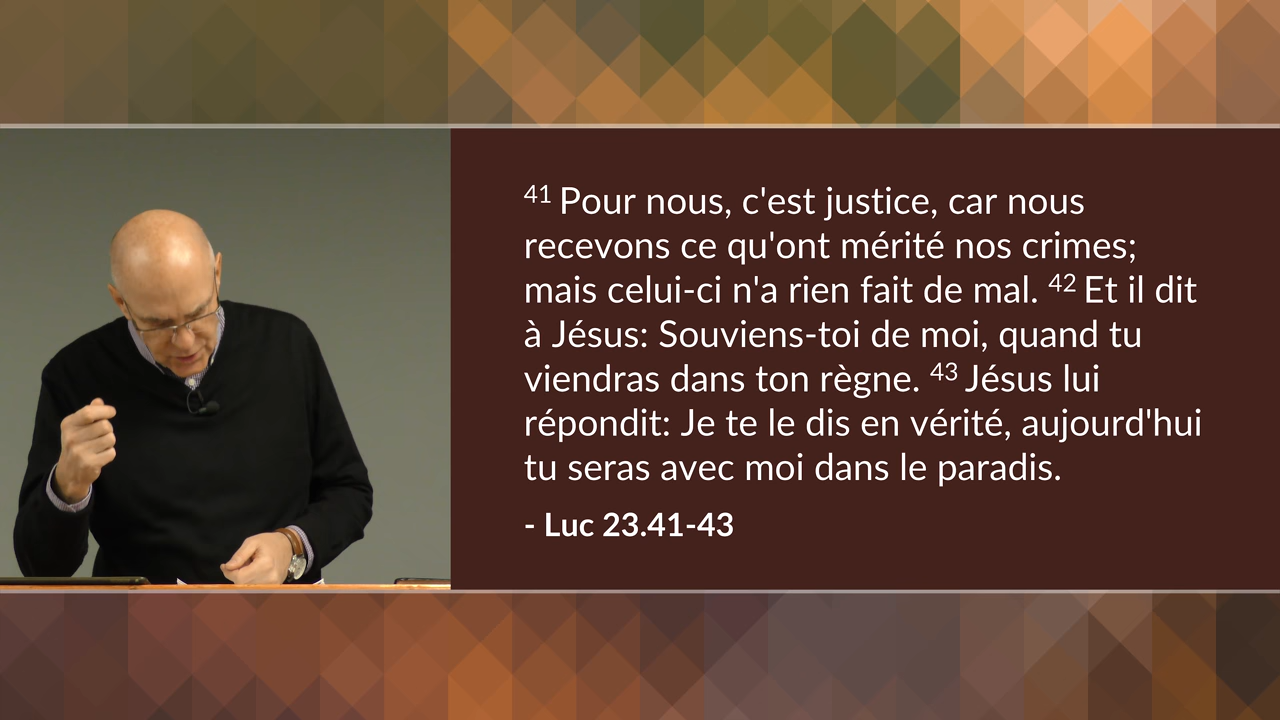 41 Pour nous, c'est justice, car nous
recevons ce qu'ont mérité nos crimes;
mais celui-ci n'a rien fait de mal. 42 Et il dit
à Jésus: Souviens-toi de moi, quand tu
viendras dans ton règne. 43 Jésus lui
répondit: Je te le dis en vérité, aujourd'hui
tu seras avec moi dans le paradis.
- Luc 23.41-43